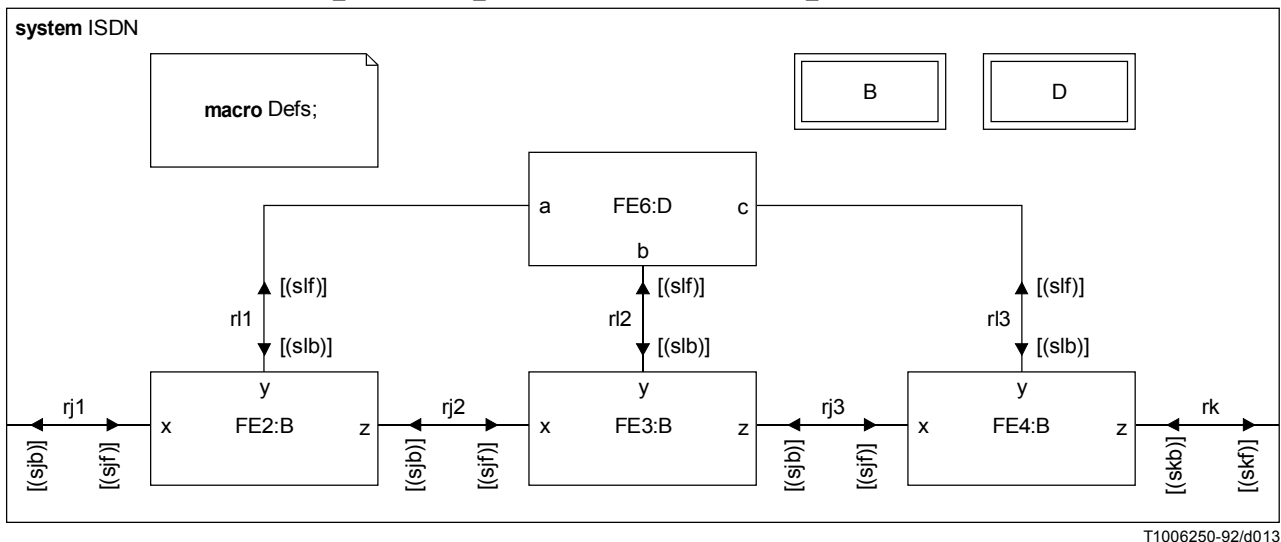 system ISDN
macro Defs;
B
D
a
FE6:D
c
b
[(slf)]
[(slf)]
[(slf)]
rl1
rl2
rl3
[(slb)]
[(slb)]
[(slb)]
y
y
y
rj1
rj2
rj3
rk
x
FE2:B
z
x
FE3:B
z
x
FE4:B
z
[(sjb)]
[(sjf)]
[(sjb)]
[(sjf)]
[(sjb)]
[(sjf)]
[(skb)]
[(skf)]
T1006250-92/d013